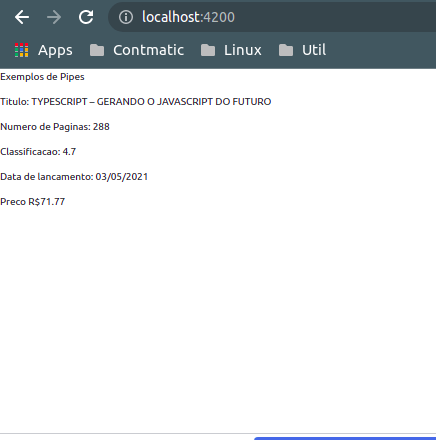 localhost:4200
Apps Contmatic Linux Util
Exemplos de Pipes
Titulo: TYPESCRIPT – GERANDO O JAVASCRIPT DO FUTURO
Numero de Paginas: 288
Classificacao: 4.7
Data de lancamento: 03/05/2021
Preco R$71.77